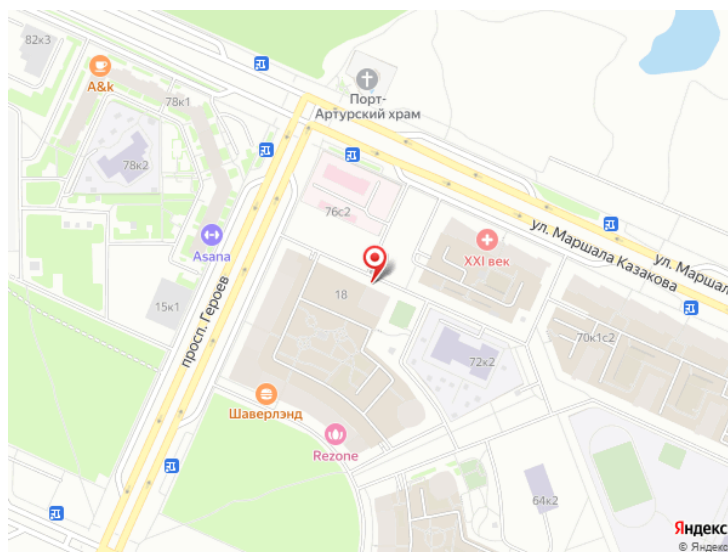 82к3
A&k
78к1
Порт-
Артурский храм
78к2
76с2
Asana
XXI век
ул. Маршала Казакова
ул. Маршал
15к1
просп. Героев
18
72к2
70к1с2
Шаверлэнд
Rezone
64к2
Яндекс
© Яндекс